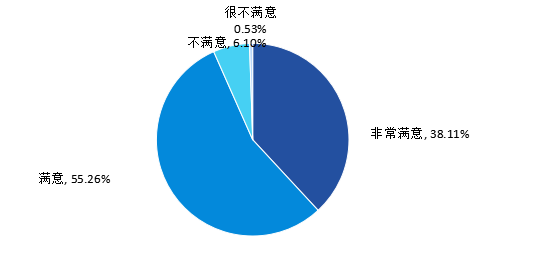 很不满意
0.53%
不满意, 6.10%
非常满意, 38.11%
满意, 55.26%